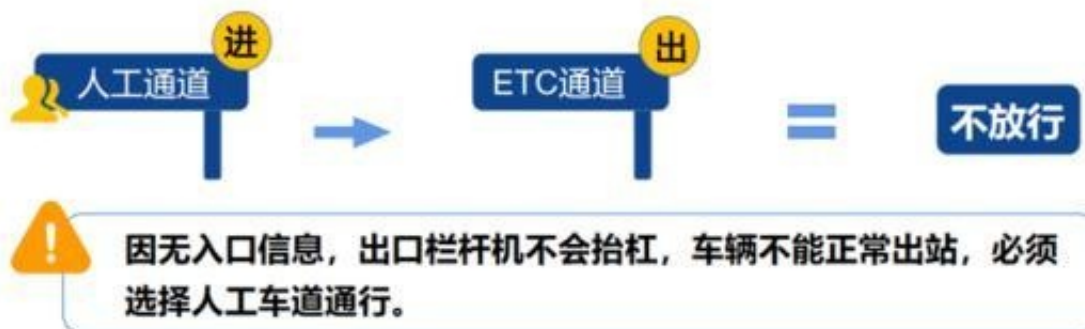 进
出
人工通道
ETC通道
不放行
因无入口信息，出口栏杆机不会抬杠，车辆不能正常出站，必须
选择人工车道通行。